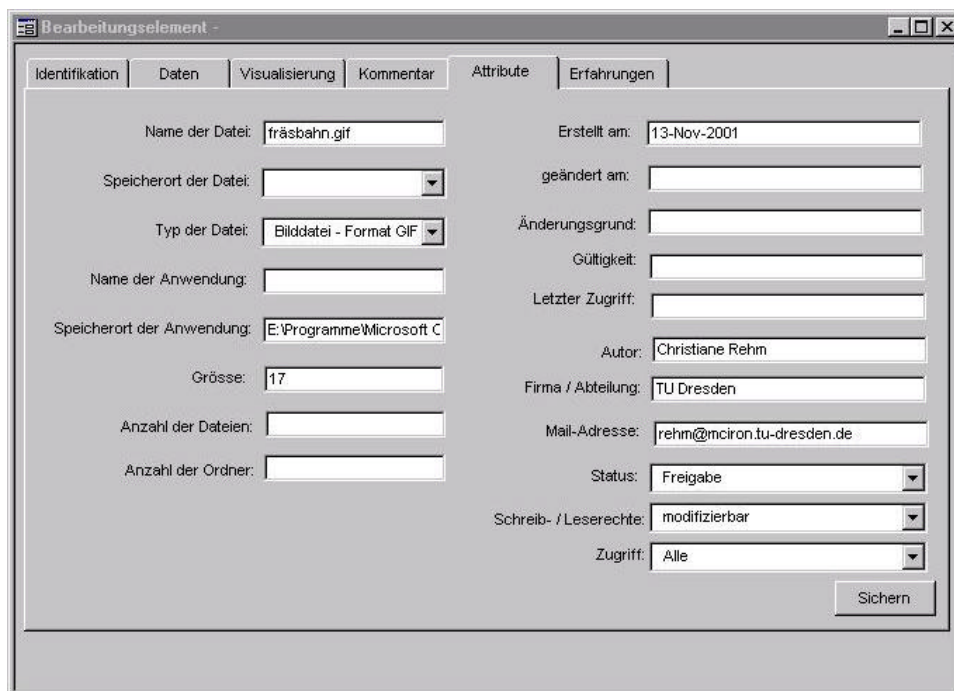 Bearbeitungselement -
Identifikation Daten Visualisierung Kommentar Attribute Erfahrungen
Name der Datei: fräsbahn.gif
Speicherort der Datei:
Typ der Datei: Bilddatei - Format GIF
Name der Anwendung:
Speicherort der Anwendung: E:\Programme\Microsoft C
Grösse: 17
Anzahl der Dateien:
Anzahl der Ordner:
Erstellt am: 13-Nov-2001
geändert am:
Änderungsgrund:
Gültigkeit:
Letzter Zugriff:
Autor: Christiane Rehm
Firma / Abteilung: TU Dresden
Mail-Adresse: rehm@mciron.tu-dresden.de
Status: Freigabe
Schreib- / Leserechte: modifizierbar
Zugriff: Alle
Sichern